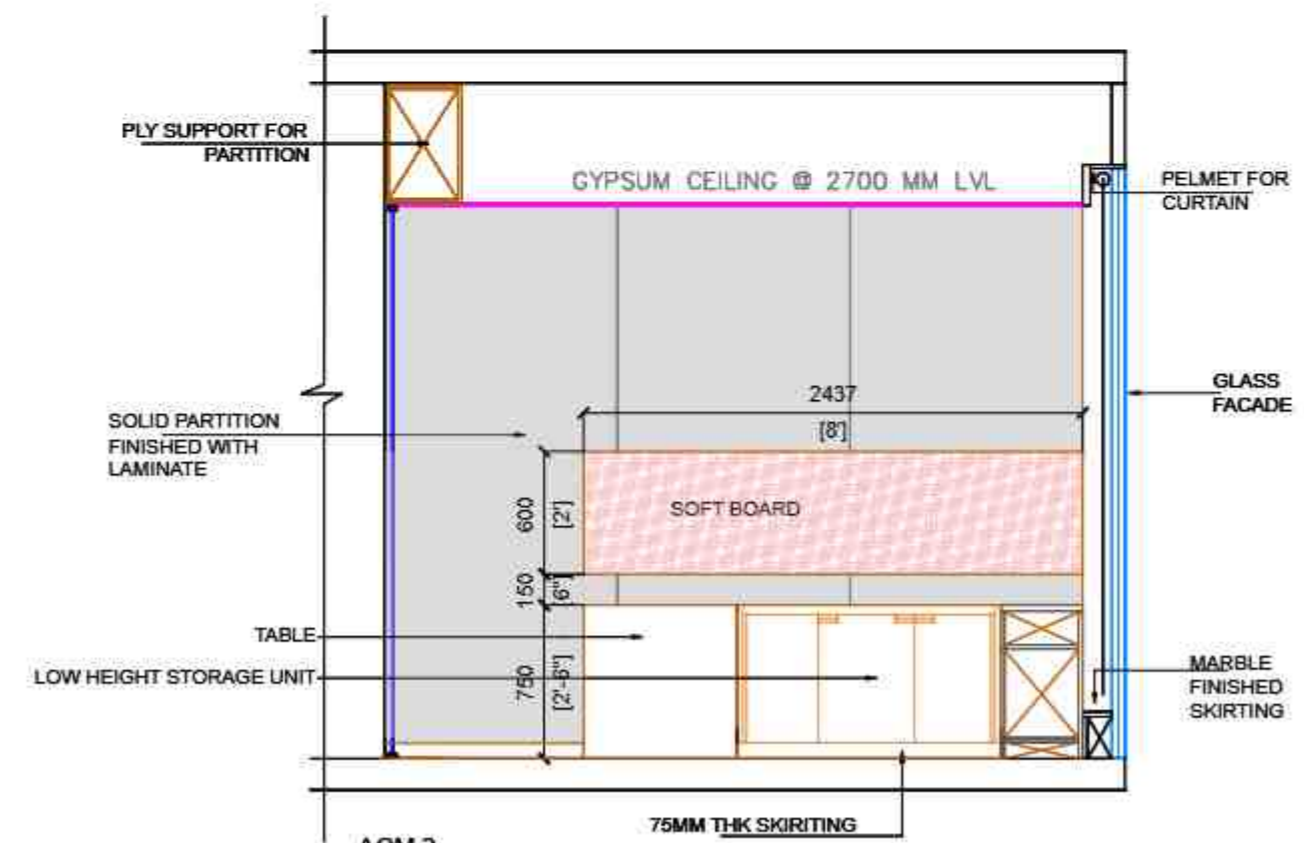 PLY SUPPORT FOR
PARTITION
GYPSUM CEILING @ 2700 MM LVL
PELMET FOR
CURTAIN
GLASS
FACADE
2437
[8']
SOLID PARTITION
FINISHED WITH
LAMINATE
SOFT BOARD
600
[2']
150
[6"]
TABLE
LOW HEIGHT STORAGE UNIT
750
[2'-6"]
MARBLE
FINISHED
SKIRTING
75MM THK SKIRITING